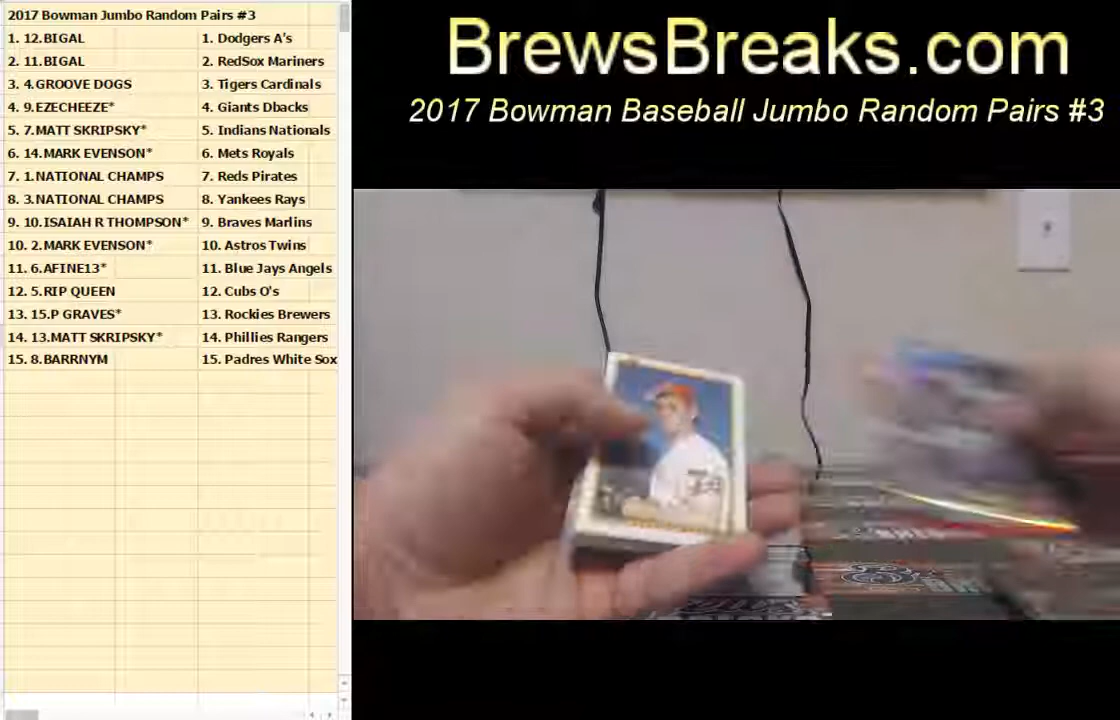 2017 Bowman Jumbo Random Pairs #3
1. 12.BIGAL 1. Dodgers A's
2. 11.BIGAL 2. RedSox Mariners
3. 4.GROOVE DOGS 3. Tigers Cardinals
4. 9.EZECHEEZE* 4. Giants Dbacks
5. 7.MATT SKRIPSKY* 5. Indians Nationals
6. 14.MARK EVENSON* 6. Mets Royals
7. 1.NATIONAL CHAMPS 7. Reds Pirates
8. 3.NATIONAL CHAMPS 8. Yankees Rays
9. 10.ISAIAH R THOMPSON* 9. Braves Marlins
10. 2.MARK EVENSON* 10. Astros Twins
11. 6.AFINE13* 11. Blue Jays Angels
12. 5.RIP QUEEN 12. Cubs O's
13. 15.P GRAVES* 13. Rockies Brewers
14. 13.MATT SKRIPSKY* 14. Phillies Rangers
15. 8.BARRNYM 15. Padres White Sox
BrewsBreaks.com
2017 Bowman Baseball Jumbo Random Pairs #3